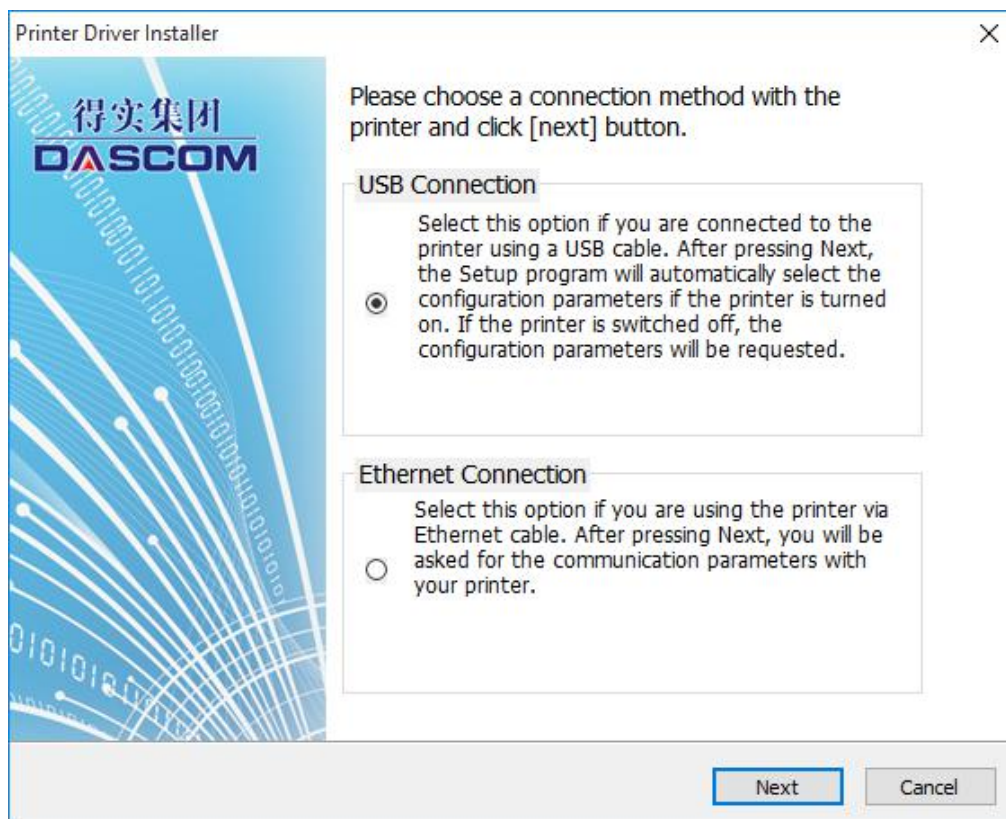 Printer Driver Installer
得实集团
DASCOM
Please choose a connection method with the
printer and click [next] button.
USB Connection
Select this option if you are connected to the
printer using a USB cable. After pressing Next,
the Setup program will automatically select the
configuration parameters if the printer is turned
on. If the printer is switched off, the
configuration parameters will be requested.
Ethernet Connection
Select this option if you are using the printer via
Ethernet cable. After pressing Next, you will be
asked for the communication parameters with
your printer.
Next
Cancel